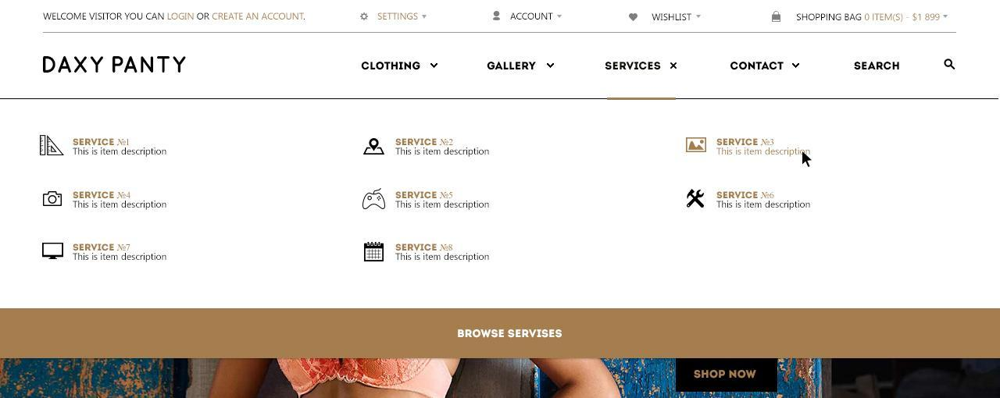 WELCOME VISITOR YOU CAN LOGIN OR CREATE AN ACCOUNT.
SETTINGS
ACCOUNT
WISHLIST
SHOPPING BAG 0 ITEM(S) - $1 899
DAXY PANTY
CLOTHING
GALLERY
SERVICES
CONTACT
SEARCH
SERVICE №1
This is item description
SERVICE №2
This is item description
SERVICE №3
This is item description
SERVICE №4
This is item description
SERVICE №5
This is item description
SERVICE №6
This is item description
SERVICE №7
This is item description
SERVICE №8
This is item description
BROWSE SERVISES
SHOP NOW